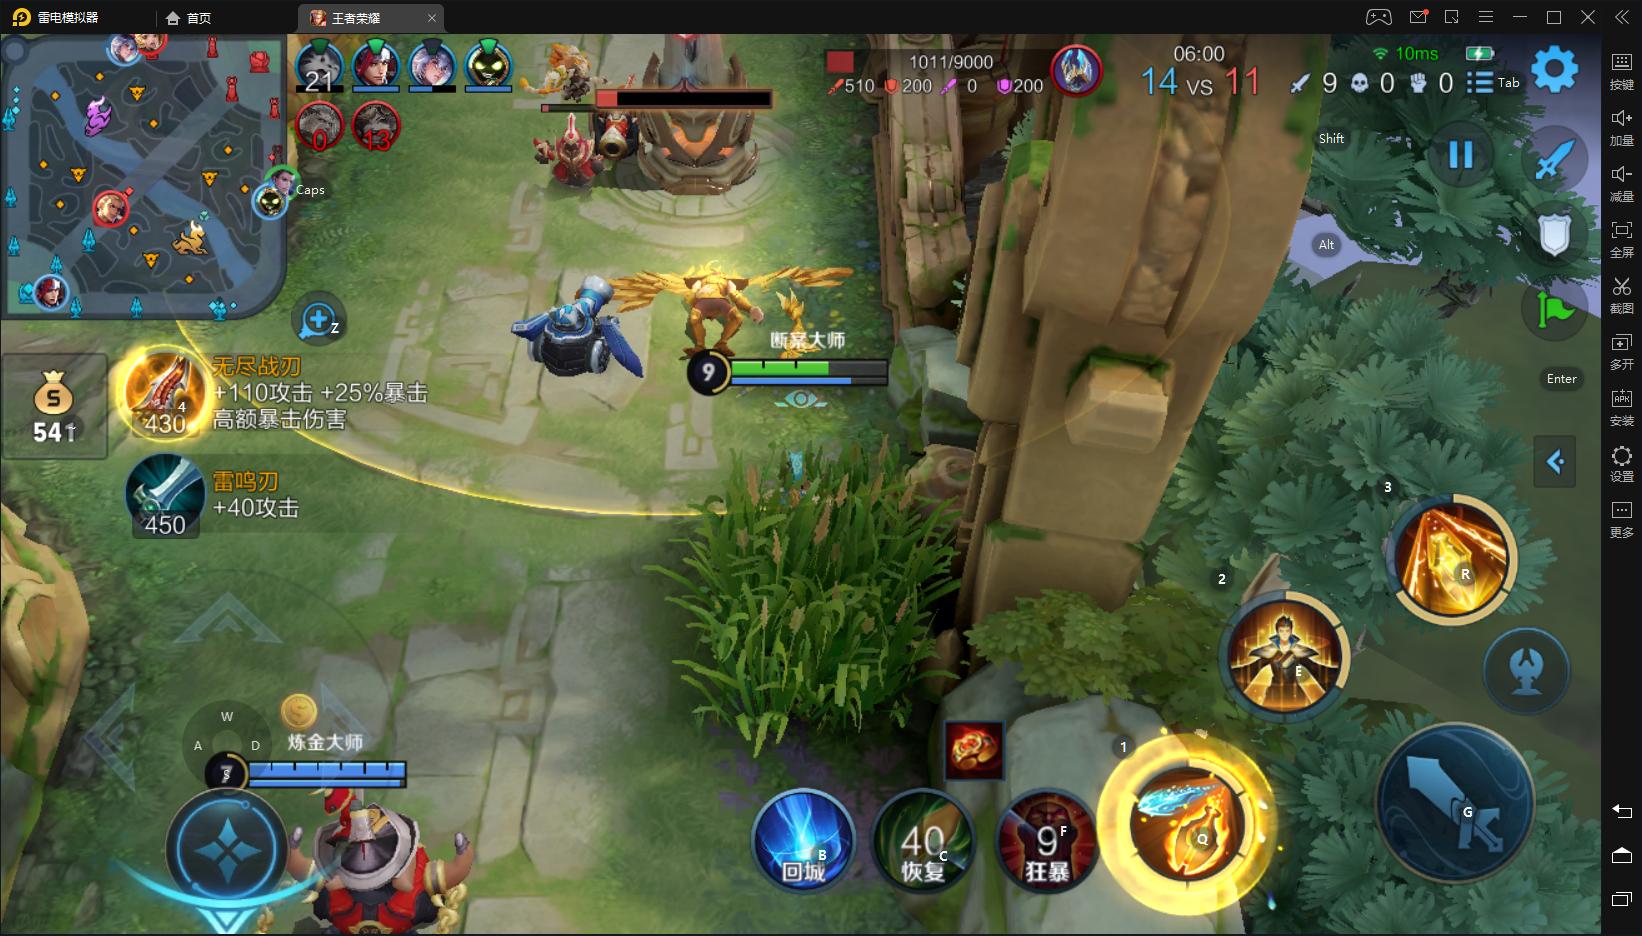 雷电模拟器
首页
王者荣耀
21
0
13
1011/9000
510
200
0
200
06:00
14 VS 11
10ms
9
0
0
Tab
Shift
Caps
Alt
Enter
Z
S
541
无尽战刃
+110攻击 +25%暴击
高额暴击伤害
4
430
雷鸣刃
+40攻击
450
断案大师
9
炼金大师
W
A
D
S
3
R
2
E
1
Q
G
B
回城
40
C
恢复
9
F
狂暴
按键
加量
减量
全屏
截图
多开
APK
安装
设置
更多